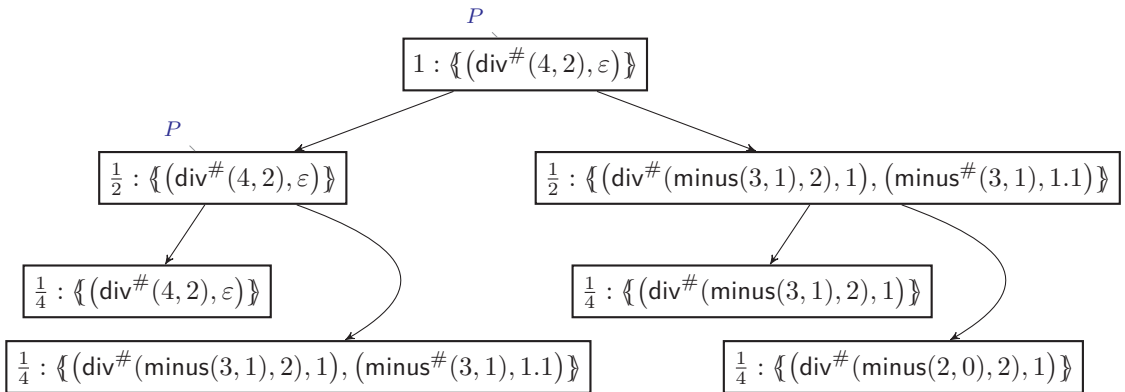 P
1 : ⦃(div#(4, 2), ε)⦄
P
1/2 : ⦃(div#(4, 2), ε)⦄
1/2 : ⦃(div#(minus(3, 1), 2), 1), (minus#(3, 1), 1.1)⦄
1/4 : ⦃(div#(4, 2), ε)⦄
1/4 : ⦃(div#(minus(3, 1), 2), 1)⦄
1/4 : ⦃(div#(minus(3, 1), 2), 1), (minus#(3, 1), 1.1)⦄
1/4 : ⦃(div#(minus(2, 0), 2), 1)⦄